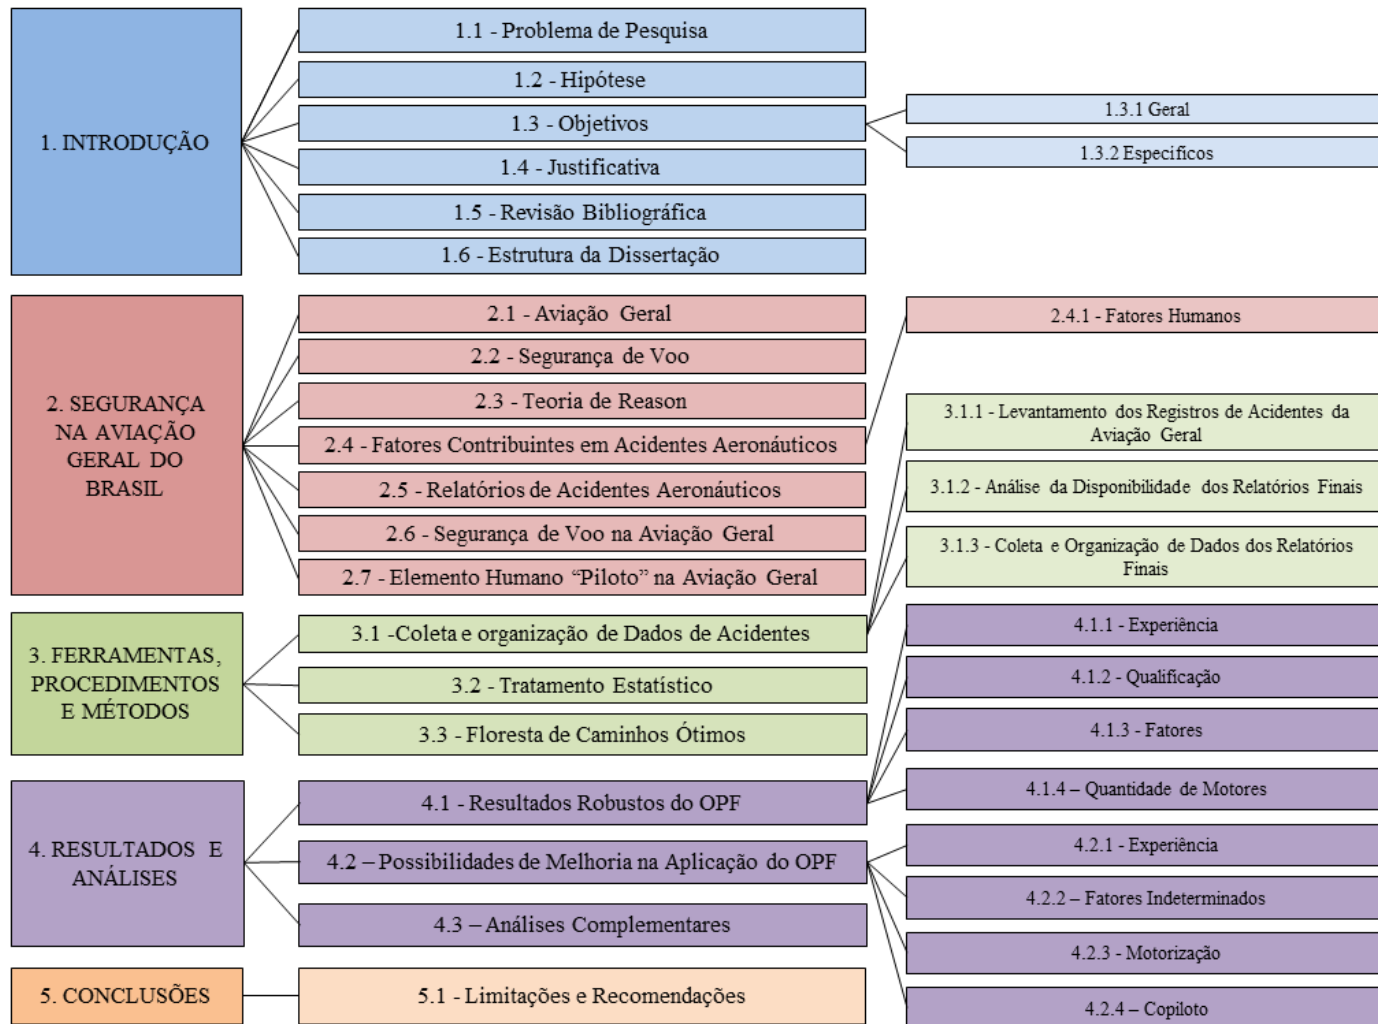 1. INTRODUÇÃO
1.1 - Problema de Pesquisa
1.2 - Hipótese
1.3 - Objetivos
1.3.1 Geral
1.3.2 Especificos
1.4 - Justificativa
1.5 - Revisão Bibliográfica
1.6 - Estrutura da Dissertação
2. SEGURANÇA
NA AVIAÇÃO
GERAL DO
BRASIL
2.1 - Aviação Geral
2.2 - Segurança de Voo
2.3 - Teoria de Reason
2.4 - Fatores Contribuintes em Acidentes Aeronáuticos
2.4.1 - Fatores Humanos
2.5 - Relatórios de Acidentes Aeronáuticos
2.6 - Segurança de Voo na Aviação Geral
2.7 - Elemento Humano “Piloto” na Aviação Geral
3. FERRAMENTAS,
PROCEDIMENTOS
E MÉTODOS
3.1 -Coleta e organização de Dados de Acidentes
3.1.1 - Levantamento dos Registros de Acidentes da
Aviação Geral
3.1.2 - Análise da Disponibilidade dos Relatórios Finais
3.1.3 - Coleta e Organização de Dados dos Relatórios
Finais
3.2 - Tratamento Estatístico
3.3 - Floresta de Caminhos Ótimos
4. RESULTADOS E
ANÁLISES
4.1 - Resultados Robustos do OPF
4.1.1 - Experiência
4.1.2 - Qualificação
4.1.3 - Fatores
4.1.4 – Quantidade de Motores
4.2 – Possibilidades de Melhoria na Aplicação do OPF
4.2.1 - Experiência
4.2.2 – Fatores Indeterminados
4.2.3 - Motorização
4.2.4 – Copiloto
4.3 – Análises Complementares
5. CONCLUSÕES
5.1 - Limitações e Recomendações